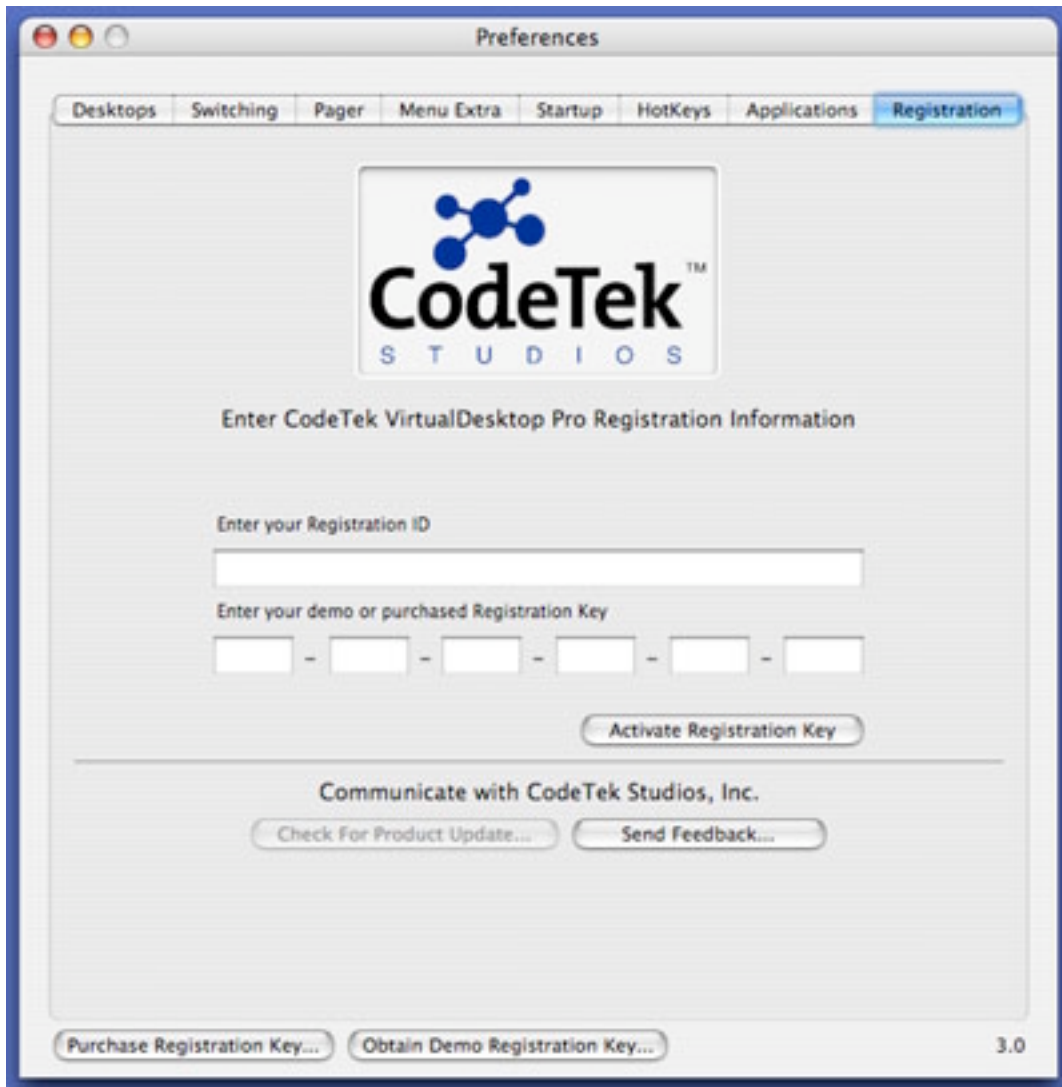 Preferences
Desktops Switching Pager Menu Extra Startup HotKeys Applications Registration
CodeTek™
STUDIOS
Enter CodeTek VirtualDesktop Pro Registration Information
Enter your Registration ID
Enter your demo or purchased Registration Key
- - - - -
Activate Registration Key
Communicate with CodeTek Studios, Inc.
Check For Product Update... Send Feedback...
Purchase Registration Key... Obtain Demo Registration Key... 3.0